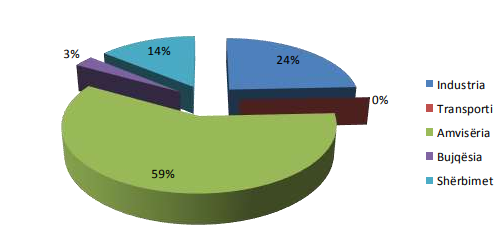 14%
3%
24%
0%
59%
Industria
Transporti
Amvisëria
Bujqësia
Shërbimet